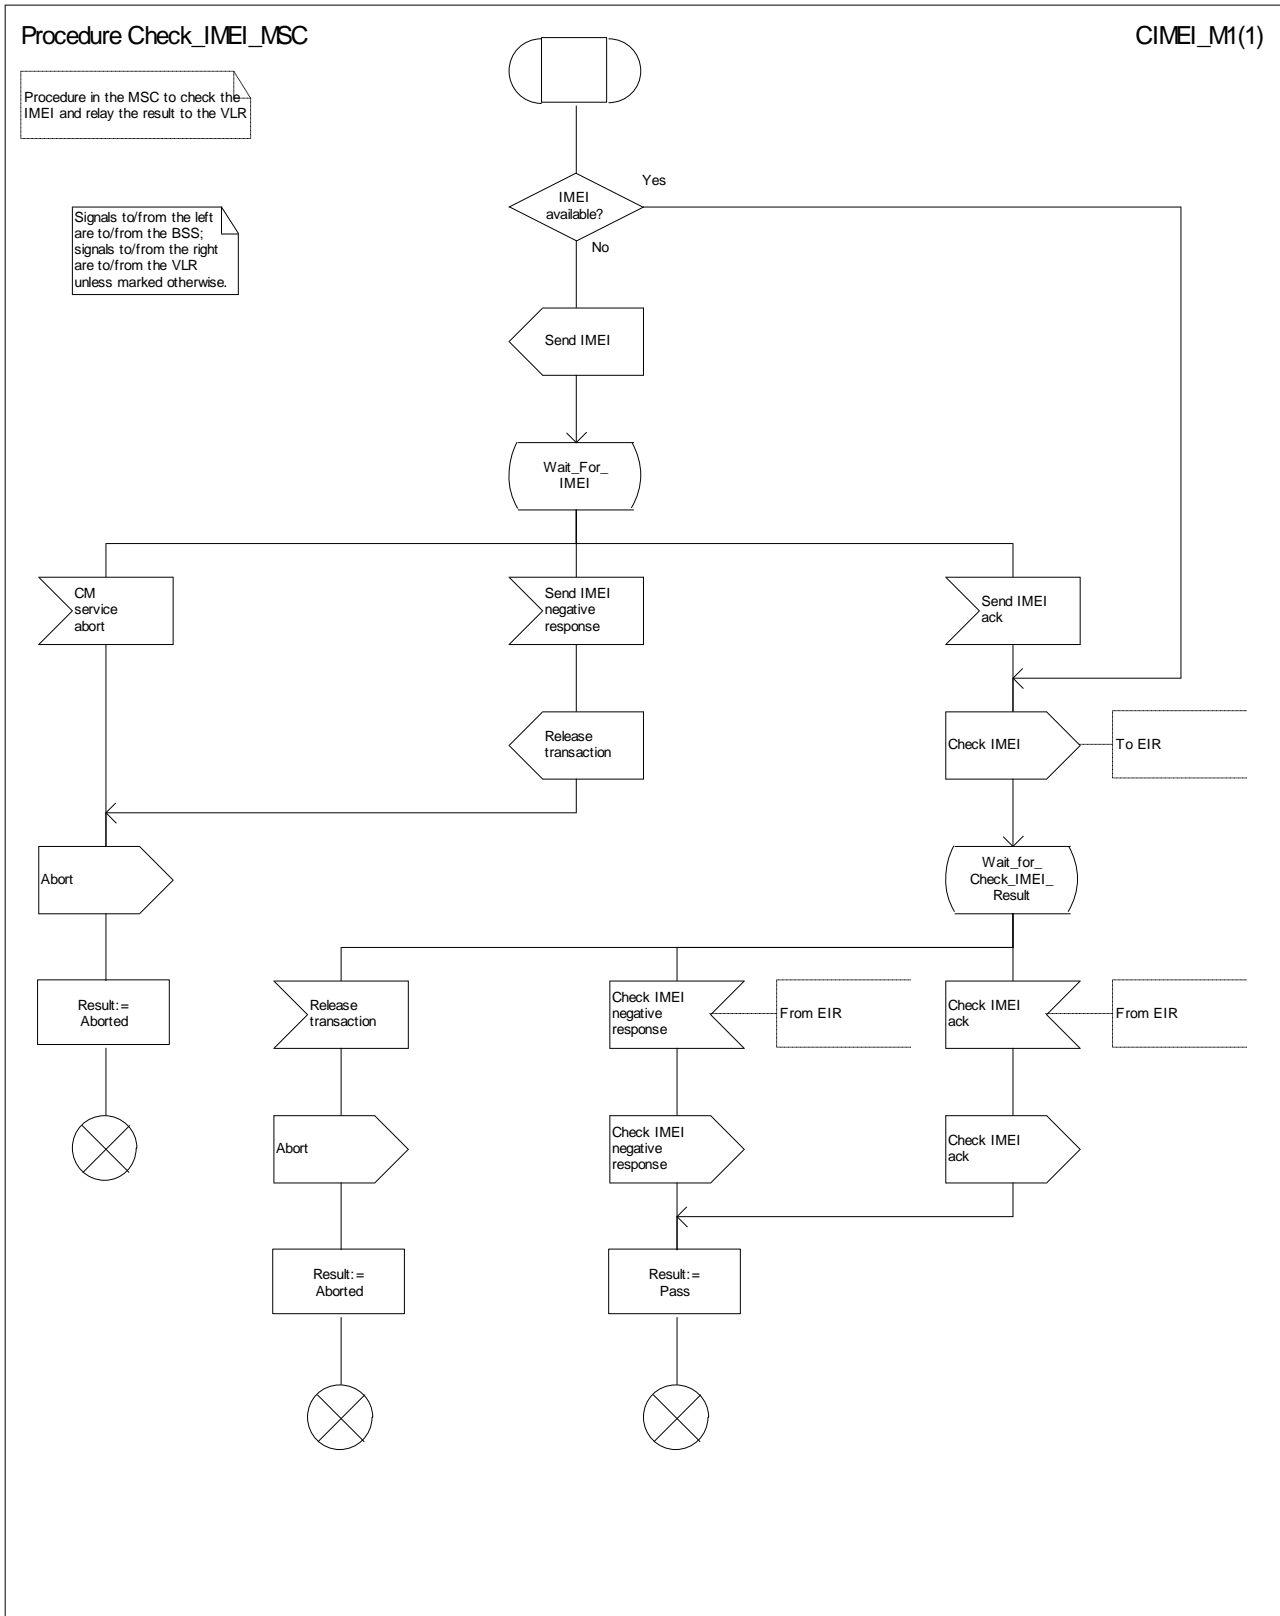 Procedure Check_IMEI_MSC
CIMEI_M1(1)
Procedure in the MSC to check the
IMEI and relay the result to the VLR
Signals to/from the left
are to/from the BSS;
signals to/from the right
are to/from the VLR
unless marked otherwise.
IMEI
available?
Yes
No
Send IMEI
Wait_For_
IMEI
CM
service
abort
Send IMEI
negative
response
Send IMEI
ack
Release
transaction
Check IMEI
To EIR
Abort
Wait_for_
Check_IMEI_
Result
Result:=
Aborted
Release
transaction
Check IMEI
negative
response
From EIR
Check IMEI
ack
From EIR
Abort
Check IMEI
negative
response
Check IMEI
ack
Result:=
Aborted
Result:=
Pass